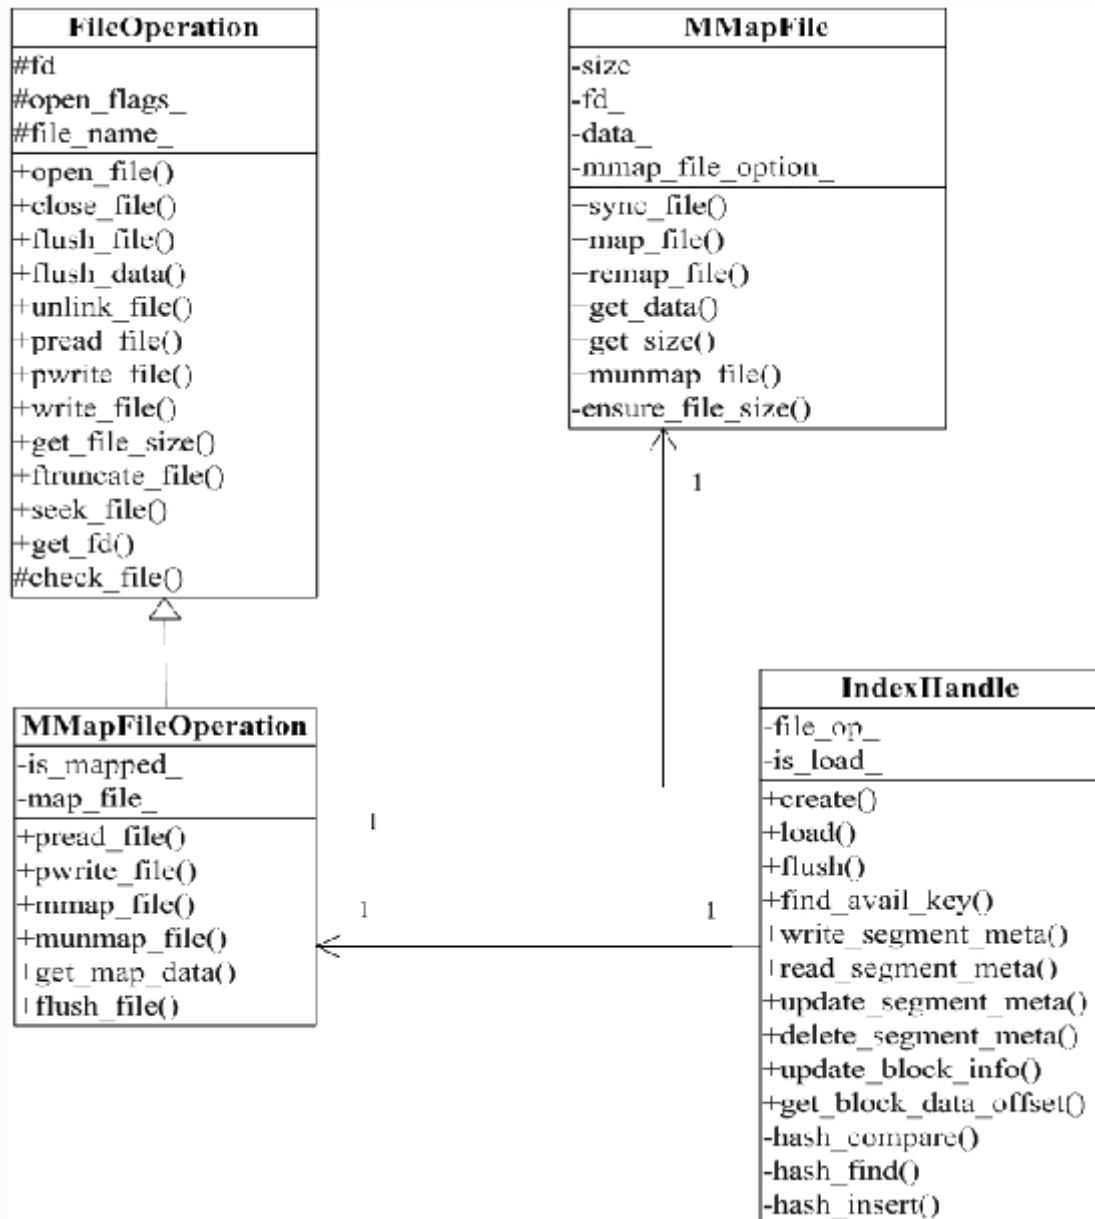 FileOperation
#fd
#open_flags_
#file_name_
+open_file()
+close_file()
+flush_file()
+flush_data()
+unlink_file()
+pread_file()
+pwrite_file()
+write_file()
+get_file_size()
+ftruncate_file()
+seek_file()
+get_fd()
#check_file()
MMapFile
-size
-fd_
-data_
-mmap_file_option_
+sync_file()
+map_file()
+remap_file()
+get_data()
+get_size()
+munmap_file()
-ensure_file_size()
1
MMapFileOperation
-is_mapped_
-map_file_
+pread_file()
+pwrite_file()
+mmap_file()
+munmap_file()
+get_map_data()
+flush_file()
1
1
1
IndexHandle
-file_op_
-is_load_
+create()
+load()
+flush()
+find_avail_key()
+write_segment_meta()
+read_segment_meta()
+update_segment_meta()
+delete_segment_meta()
+update_block_info()
+get_block_data_offset()
-hash_compare()
-hash_find()
-hash_insert()